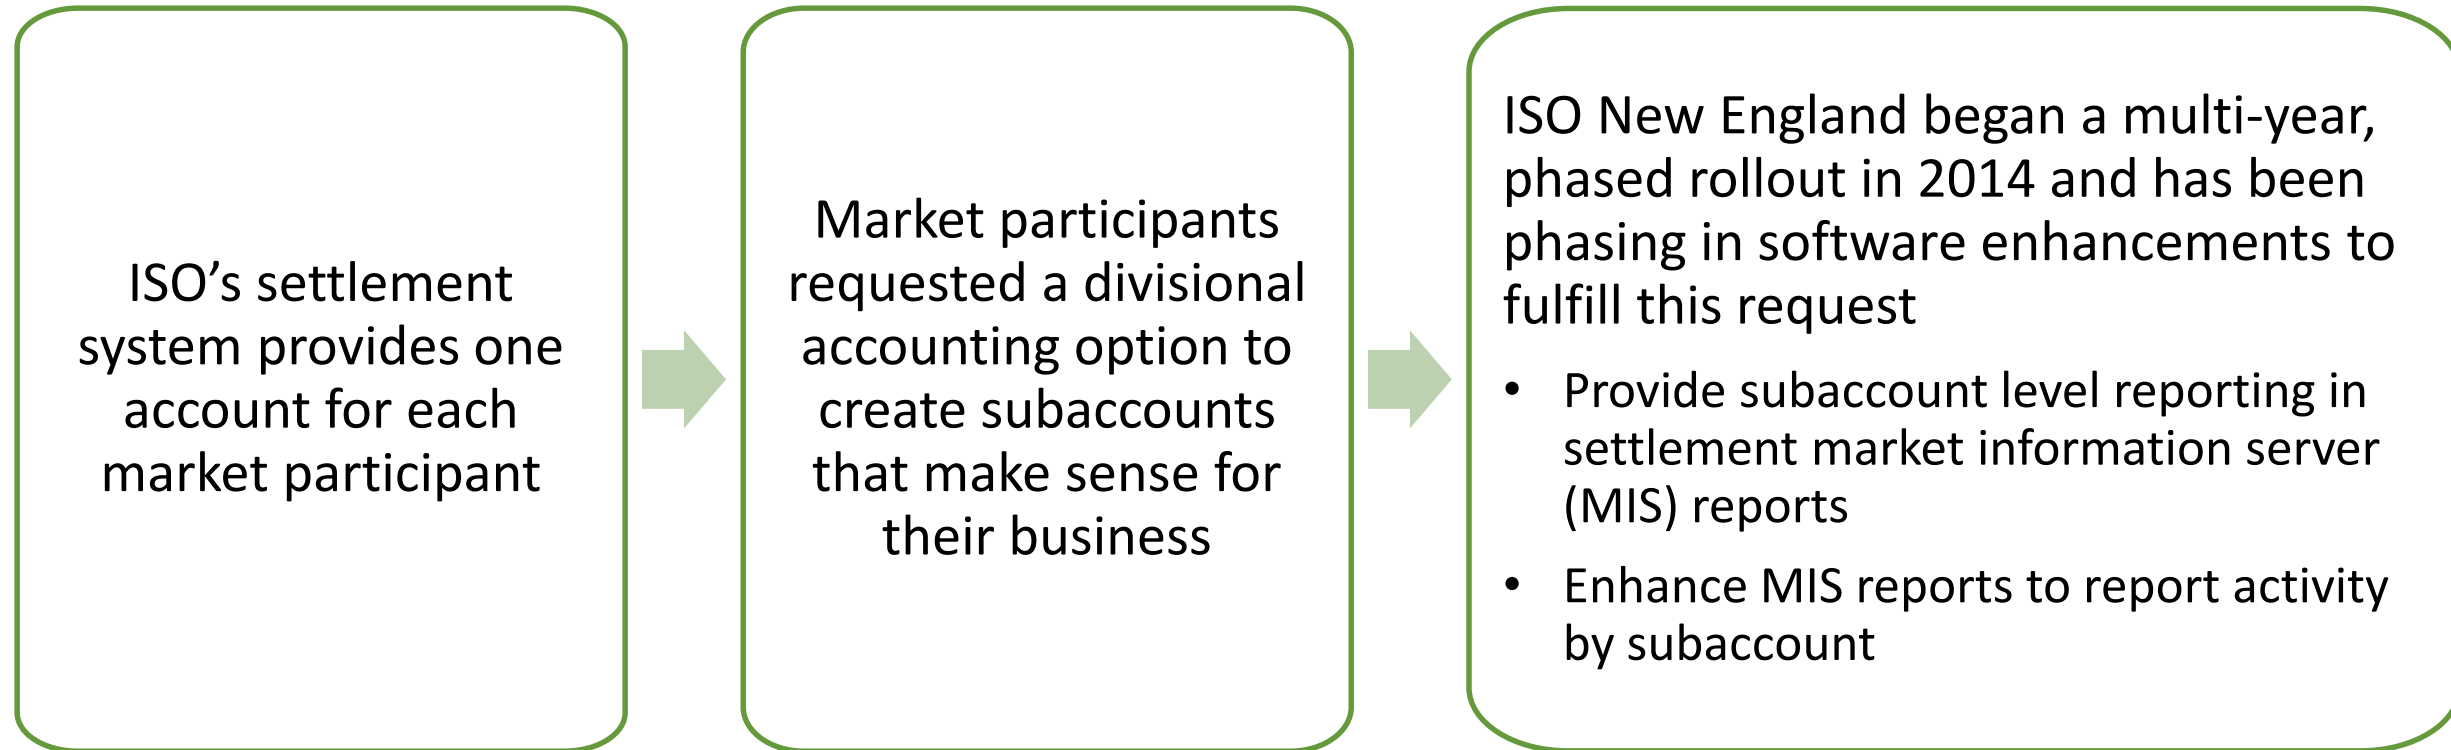 ISO’s settlement
system provides one
account for each
market participant
Market participants
requested a divisional
accounting option to
create subaccounts
that make sense for
their business
ISO New England began a multi-year,
phased rollout in 2014 and has been
phasing in software enhancements to
fulfill this request
• Provide subaccount level reporting in
settlement market information server
(MIS) reports
• Enhance MIS reports to report activity
by subaccount